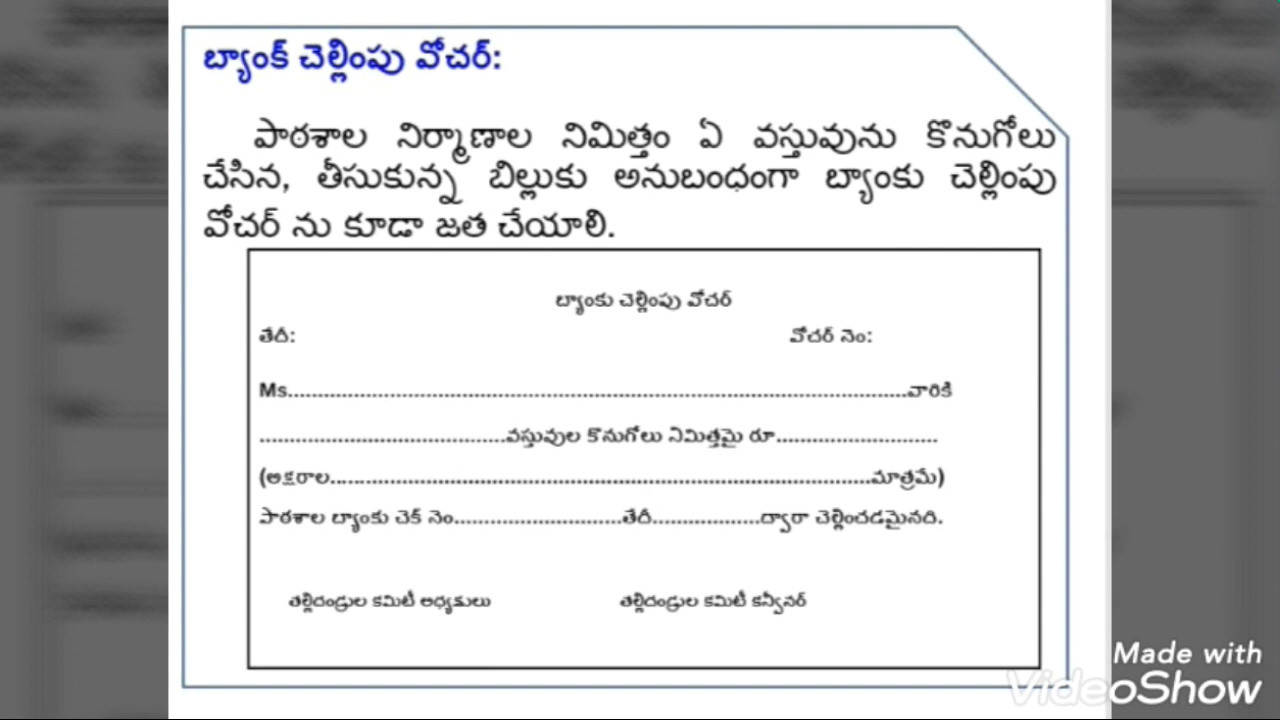 బ్యాంక్ చెల్లింపు వోచర్:
పాఠశాల నిర్మాణాల నిమిత్తం ఏ వస్తువును కొనుగోలు
చేసిన, తీసుకున్న బిల్లుకు అనుబంధంగా బ్యాంకు చెల్లింపు
వోచర్ ను కూడా జత చేయాలి.
బ్యాంకు చెల్లింపు వోచర్
తేదీ: వోచర్ నెం:
Ms.......................................................................................................వారికి
.........................................వస్తువుల కొనుగోలు నిమిత్తమై రూ...........................
(అక్షరాల..........................................................................................మాత్రమే)
పాఠశాల బ్యాంకు చెక్ నెం............................తేదీ..................ద్వారా చెల్లించడమైనది.
తల్లిదండ్రుల కమిటీ అధ్యక్షులు తల్లిదండ్రుల కమిటీ కన్వీనర్
Made with
VideoShow